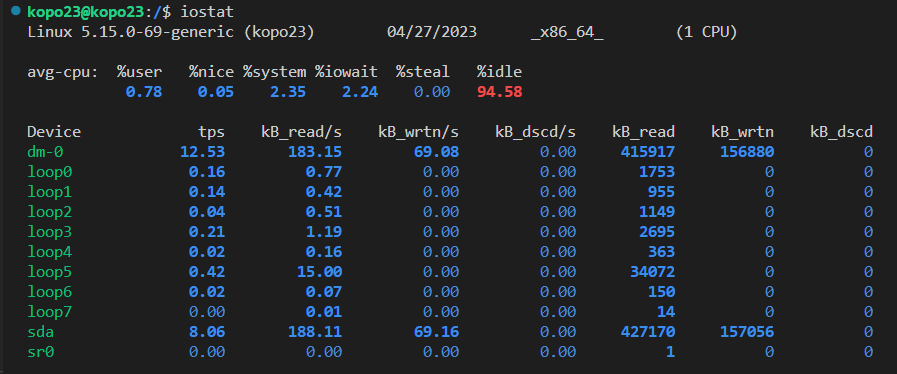 kopo23@kopo23:/$ iostat
Linux 5.15.0-69-generic (kopo23) 04/27/2023 _x86_64_ (1 CPU)
avg-cpu: %user %nice %system %iowait %steal %idle
0.78 0.05 2.35 2.24 0.00 94.58
Device tps kB_read/s kB_wrtn/s kB_dscd/s kB_read kB_wrtn kB_dscd
dm-0 12.53 183.15 69.08 0.00 415917 156880 0
loop0 0.16 0.77 0.00 0.00 1753 0 0
loop1 0.14 0.42 0.00 0.00 955 0 0
loop2 0.04 0.51 0.00 0.00 1149 0 0
loop3 0.21 1.19 0.00 0.00 2695 0 0
loop4 0.02 0.16 0.00 0.00 363 0 0
loop5 0.42 15.00 0.00 0.00 34072 0 0
loop6 0.02 0.07 0.00 0.00 150 0 0
loop7 0.00 0.01 0.00 0.00 14 0 0
sda 8.06 188.11 69.16 0.00 427170 157056 0
sr0 0.00 0.00 0.00 0.00 1 0 0